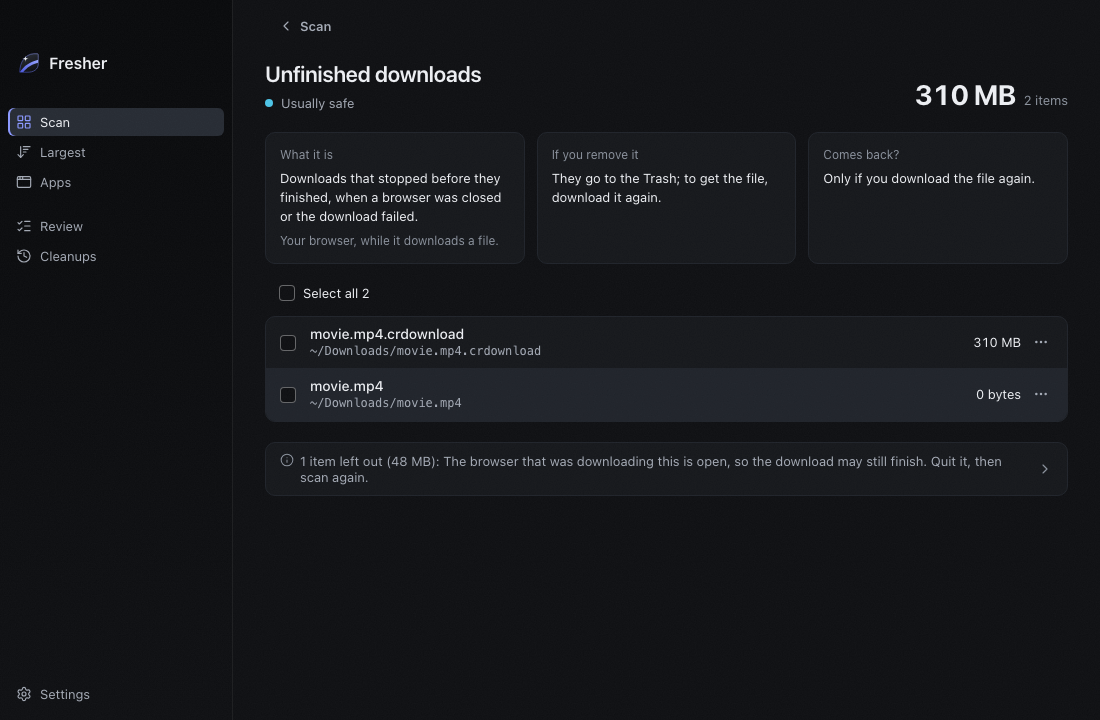 Scan
Fresher
Scan
Largest
Apps
Review
Cleanups
Settings
Unfinished downloads
Usually safe
310 MB 2 items
What it is
Downloads that stopped before they
finished, when a browser was closed
or the download failed.
Your browser, while it downloads a file.
If you remove it
They go to the Trash; to get the file,
download it again.
Comes back?
Only if you download the file again.
Select all 2
movie.mp4.crdownload
~/Downloads/movie.mp4.crdownload
310 MB
movie.mp4
~/Downloads/movie.mp4
0 bytes
1 item left out (48 MB): The browser that was downloading this is open, so the download may still finish. Quit it, then
scan again.